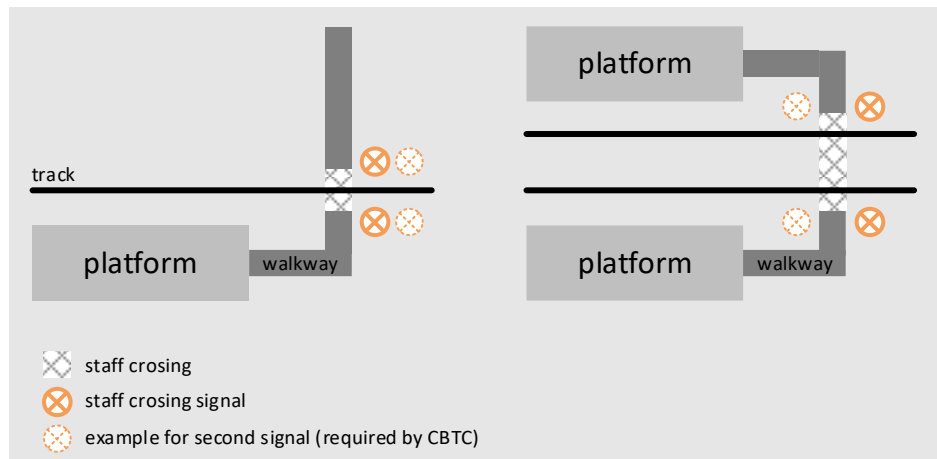 platform
track
platform
walkway
platform
walkway
staff crosing
staff crosing signal
example for second signal (required by CBTC)